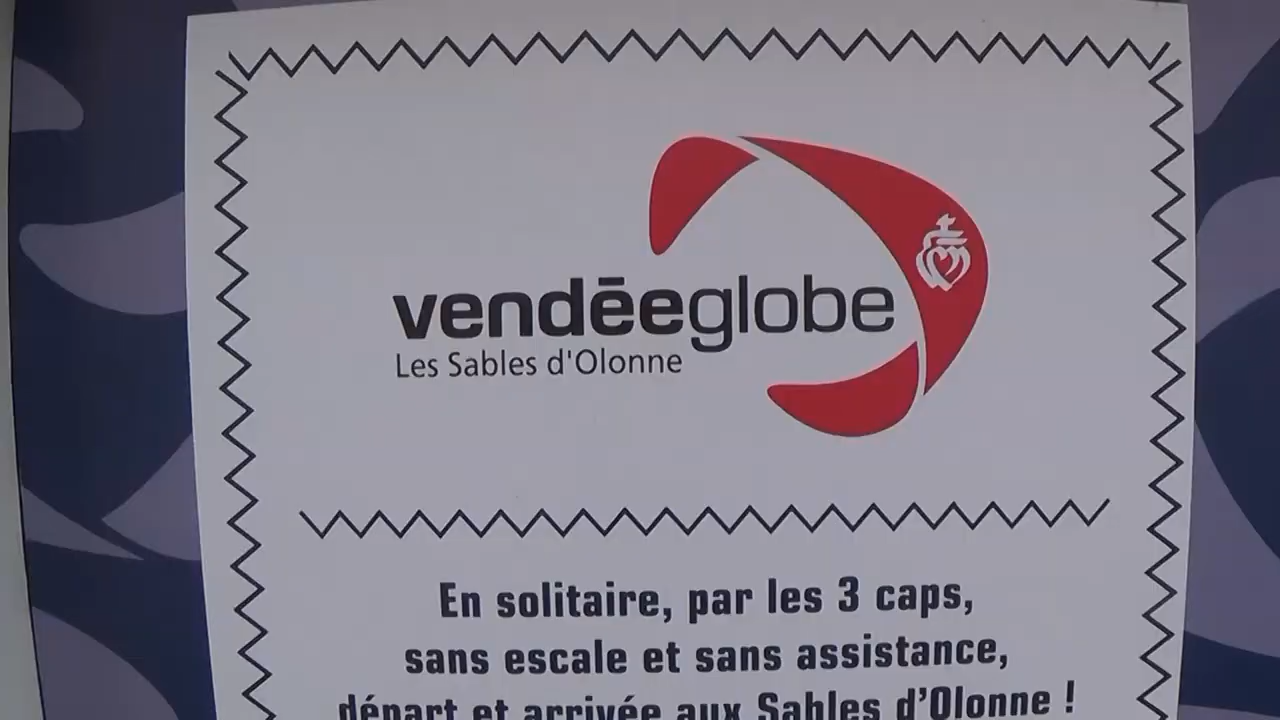 vendēeglobe
Les Sables d'Olonne
En solitaire, par les 3 caps,
sans escale et sans assistance,
départ et arrivée aux Sables d'Olonne !